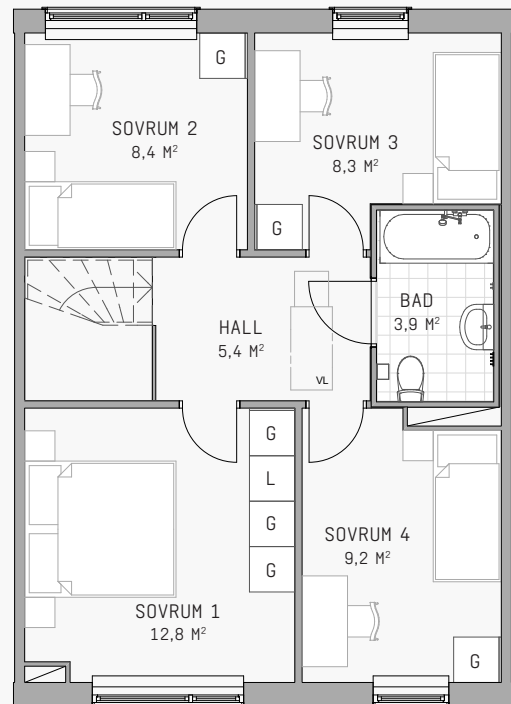 G
SOVRUM 2
8,4 M²
SOVRUM 3
8,3 M²
G
BAD
3,9 M²
HALL
5,4 M²
VL
G
L
G
G
SOVRUM 4
9,2 M²
SOVRUM 1
12,8 M²
G